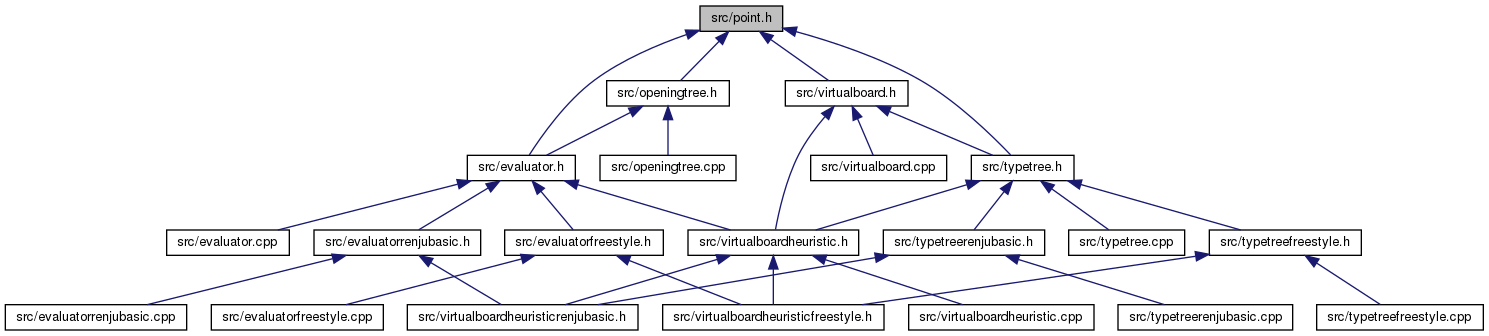 src/point.h
src/openingtree.h
src/virtualboard.h
src/evaluator.h
src/openingtree.cpp
src/virtualboard.cpp
src/typetree.h
src/evaluator.cpp
src/evaluatorrenjubasic.h
src/evaluatorfreestyle.h
src/virtualboardheuristic.h
src/typetreerenjubasic.h
src/typetree.cpp
src/typetreefreestyle.h
src/evaluatorrenjubasic.cpp
src/evaluatorfreestyle.cpp
src/virtualboardheuristicrenjubasic.h
src/virtualboardheuristicfreestyle.h
src/virtualboardheuristic.cpp
src/typetreerenjubasic.cpp
src/typetreefreestyle.cpp